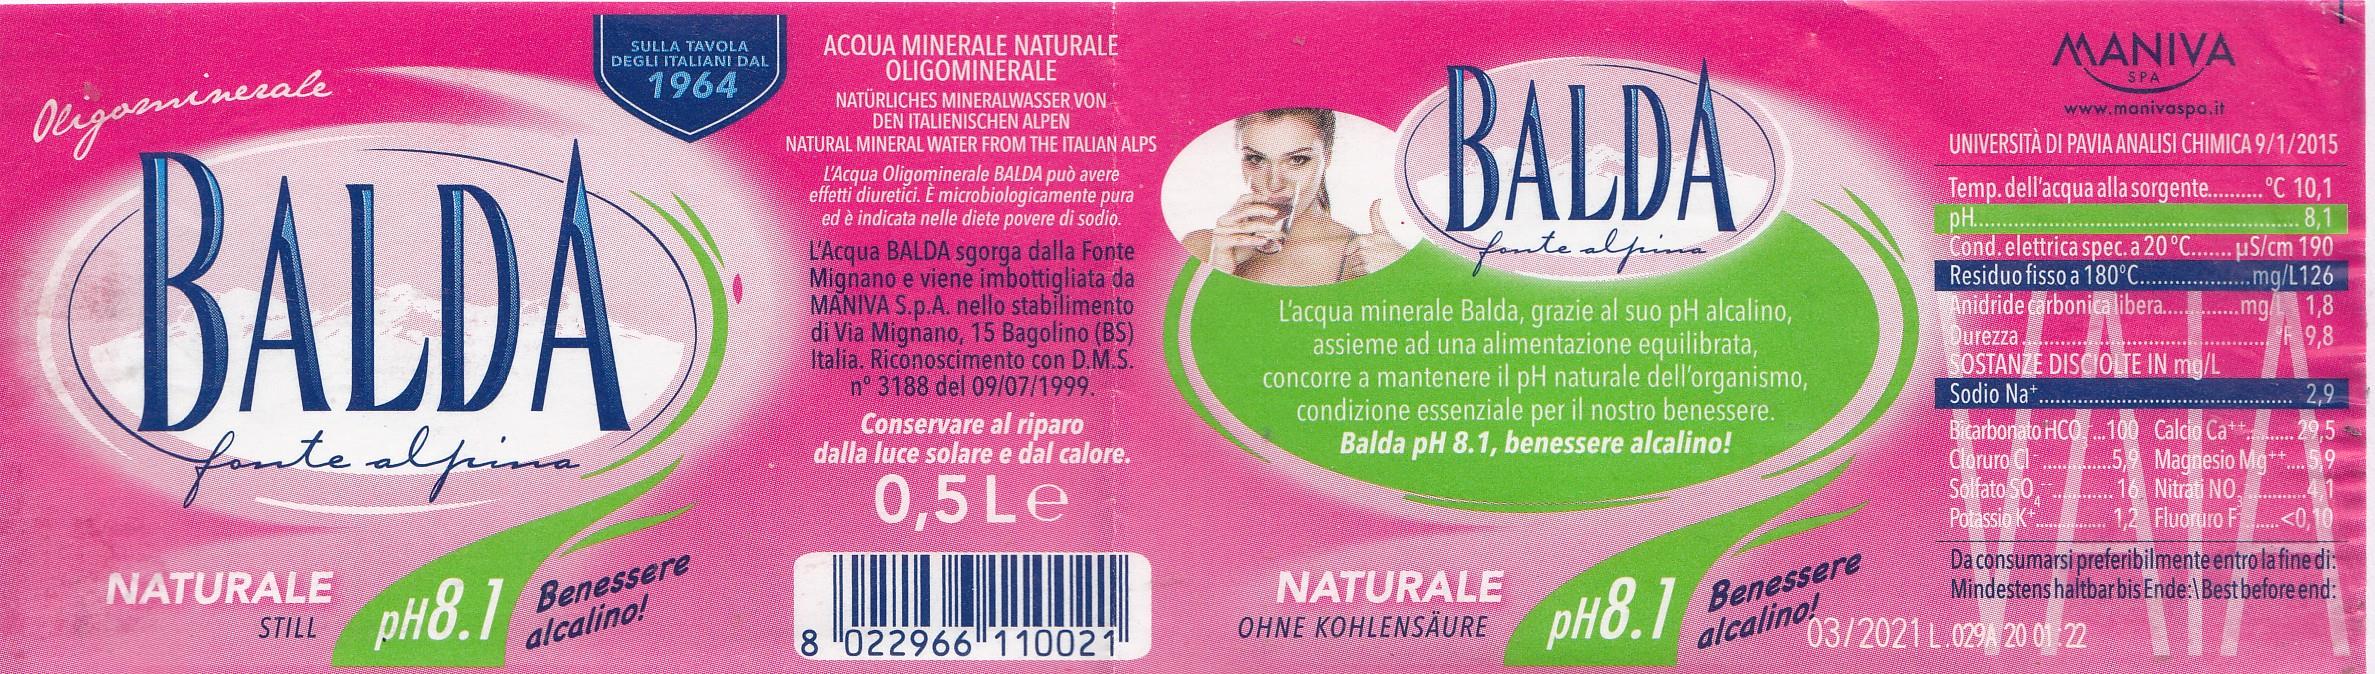 Oligominerale
BALDA
fonte alpina
NATURALE
STILL
pH8.1
Benessere
alcalino!
SULLA TAVOLA
DEGLI ITALIANI DAL
1964
ACQUA MINERALE NATURALE
OLIGOMINERALE
NATÜRLICHES MINERALWASSER VON
DEN ITALIENISCHEN ALPEN
NATURAL MINERAL WATER FROM THE ITALIAN ALPS
L'Acqua Oligominerale BALDA può avere
effetti diuretici. È microbiologicamente pura
ed è indicata nelle diete povere di sodio.
L'Acqua BALDA sgorga dalla Fonte
Mignano e viene imbottigliata da
MANIVA S.p.A. nello stabilimento
di Via Mignano, 15 Bagolino (BS)
Italia. Riconoscimento con D.M.S.
n° 3188 del 09/07/1999.
Conservare al riparo
dalla luce solare e dal calore.
0,5 L e
8 022966 110021
BALDA
fonte alpina
L'acqua minerale Balda, grazie al suo pH alcalino,
assieme ad una alimentazione equilibrata,
concorre a mantenere il pH naturale dell'organismo,
condizione essenziale per il nostro benessere.
Balda pH 8.1, benessere alcalino!
NATURALE
OHNE KOHLENSÄURE
pH8.1
Benessere
alcalino!
MANIVA
SPA
www.manivaspa.it
UNIVERSITÀ DI PAVIA ANALISI CHIMICA 9/1/2015
Temp. dell'acqua alla sorgente.......... °C 10,1
pH.......... 8,1
Cond. elettrica spec. a 20 °C....... µS/cm 190
Residuo fisso a 180°C.......... mg/L 126
Anidride carbonica libera.......... mg/L 1,8
Durezza.......... °F 9,8
SOSTANZE DISCIOLTE IN mg/L
Sodio Na+.......... 2,9
Bicarbonato HCO3-...100 Calcio Ca++.......... 29,5
Cloruro Cl-.......... 5,9 Magnesio Mg++.... 5,9
Solfato SO4--.......... 16 Nitrati NO3-.......... 4,1
Potassio K+.......... 1,2 Fluoruro F-...... <0,10
Da consumarsi preferibilmente entro la fine di:
Mindestens haltbar bis Ende:\ Best before end:
03/2021 L.029A 20 01:22